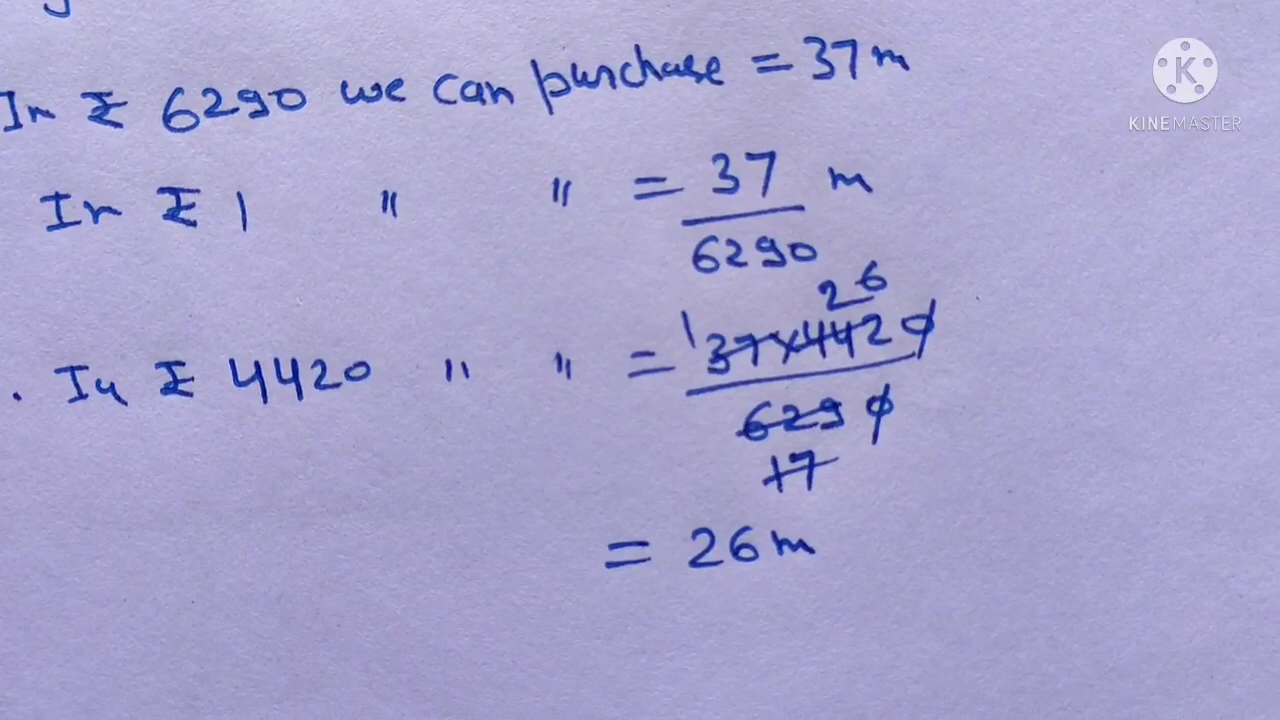 In ₹ 6290 we can purchase = 37 m
KINEMASTER
In ₹ 1 " " = 37 m
6290
26
. In ₹ 4420 " " = 1 37×4420
6290
17
= 26 m